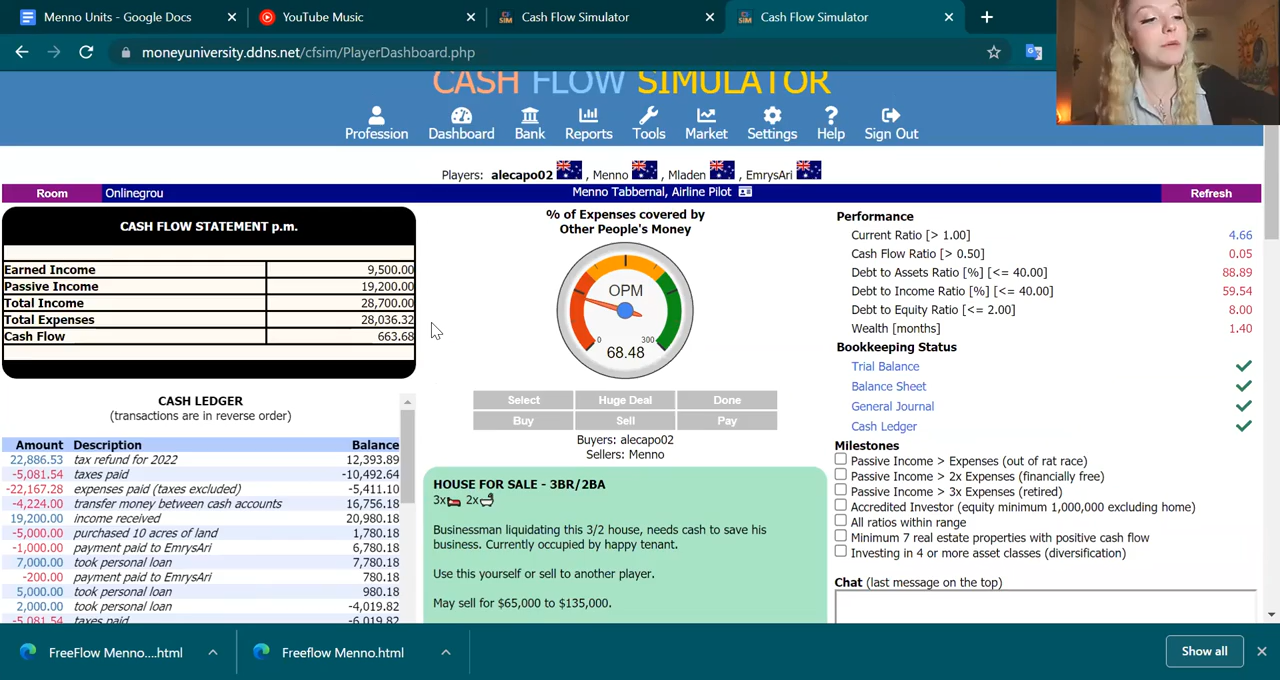 Menno Units - Google Docs
YouTube Music
Cash Flow Simulator
Cash Flow Simulator
moneyuniversity.ddns.net/cfsim/PlayerDashboard.php
CASH FLOW SIMULATOR
Profession
Dashboard
Bank
Reports
Tools
Market
Settings
Help
Sign Out
Players: alecapo02 , Menno , Mladen , EmrysAri
Room
Onlinegrou
Menno Tabbernal, Airline Pilot
Refresh
CASH FLOW STATEMENT p.m.
Earned Income 9,500.00
Passive Income 19,200.00
Total Income 28,700.00
Total Expenses 28,036.32
Cash Flow 663.68
CASH LEDGER
(transactions are in reverse order)
Amount Description Balance
22,886.53 tax refund for 2022 12,393.89
-5,081.54 taxes paid -10,492.64
-22,167.28 expenses paid (taxes excluded) -5,411.10
-4,224.00 transfer money between cash accounts 16,756.18
19,200.00 income received 20,980.18
-5,000.00 purchased 10 acres of land 1,780.18
-1,000.00 payment paid to EmrysAri 6,780.18
7,000.00 took personal loan 7,780.18
-200.00 payment paid to EmrysAri 780.18
5,000.00 took personal loan 980.18
2,000.00 took personal loan -4,019.82
-5,081.54 taxes paid -6,019.82
% of Expenses covered by
Other People's Money
OPM
0 300
68.48
Select
Huge Deal
Done
Buy
Sell
Pay
Buyers: alecapo02
Sellers: Menno
HOUSE FOR SALE - 3BR/2BA
3x 2x
Businessman liquidating this 3/2 house, needs cash to save his
business. Currently occupied by happy tenant.
Use this yourself or sell to another player.
May sell for $65,000 to $135,000.
Performance
Current Ratio [> 1.00] 4.66
Cash Flow Ratio [> 0.50] 0.05
Debt to Assets Ratio [%] [<= 40.00] 88.89
Debt to Income Ratio [%] [<= 40.00] 59.54
Debt to Equity Ratio [<= 2.00] 8.00
Wealth [months] 1.40
Bookkeeping Status
Trial Balance
Balance Sheet
General Journal
Cash Ledger
Milestones
Passive Income > Expenses (out of rat race)
Passive Income > 2x Expenses (financially free)
Passive Income > 3x Expenses (retired)
Accredited Investor (equity minimum 1,000,000 excluding home)
All ratios within range
Minimum 7 real estate properties with positive cash flow
Investing in 4 or more asset classes (diversification)
Chat (last message on the top)
FreeFlow Menno....html
Freeflow Menno.html
Show all